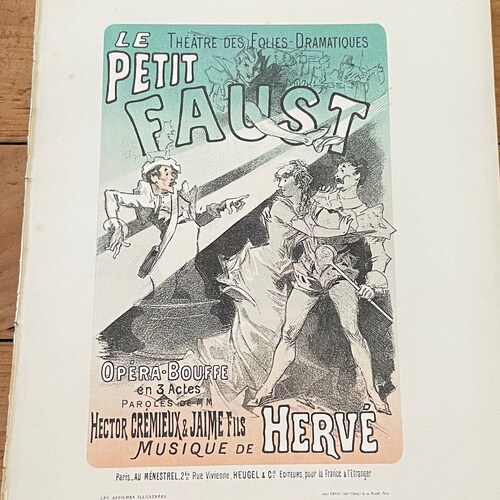 LE
THÉATRE DES FOLIES-DRAMATIQUES
PETIT
FAUST
OPÉRA-BOUFFE
en 3 Actes
PAROLES DE MM
HECTOR CRÉMIEUX & JAIME FILS
MUSIQUE DE HERVÉ
Paris, AU MÉNESTREL, 2bis Rue Vivienne, HEUGEL & Cie Editeurs, pour la France & l'Etranger
LES AFFICHES ILLUSTRÉES